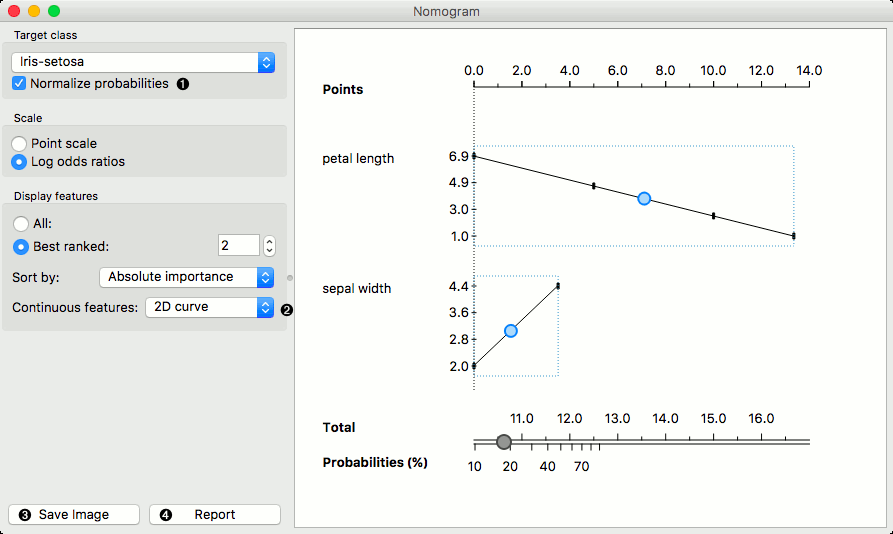 Nomogram
Target class
Iris-setosa
Normalize probabilities 1
Scale
Point scale
Log odds ratios
Display features
All:
Best ranked: 2
Sort by: Absolute importance
Continuous features: 2D curve 2
3 Save Image
4 Report
0.0 2.0 4.0 6.0 8.0 10.0 12.0 14.0
Points
petal length
6.9
4.9
3.0
1.0
sepal width
4.4
3.6
2.8
2.0
11.0 12.0 13.0 14.0 15.0 16.0
Total
Probabilities (%)
10 20 40 70